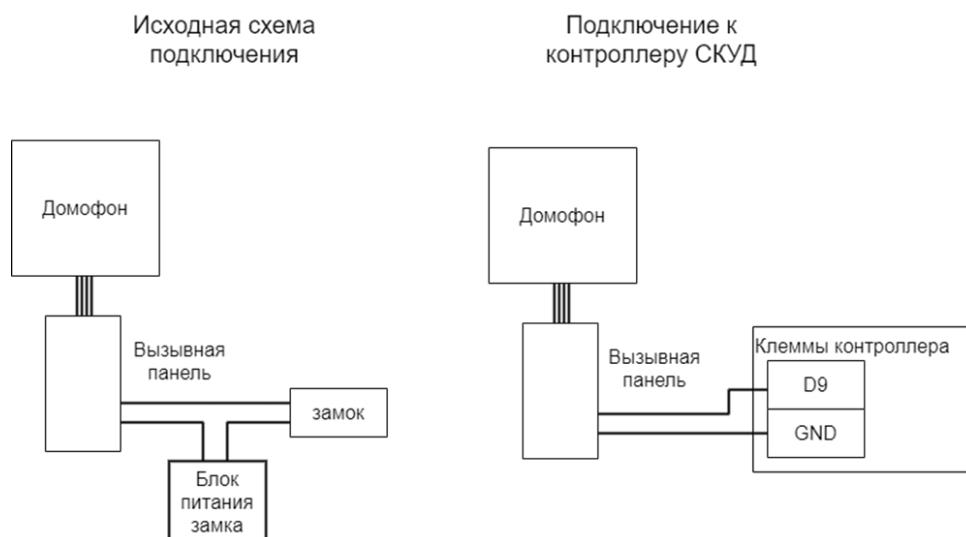 Исходная схема
подключения
Подключение к
контроллеру СКУД
Домофон
Вызывная
панель
замок
Блок
питания
замка
Домофон
Вызывная
панель
Клеммы контроллера
D9
GND